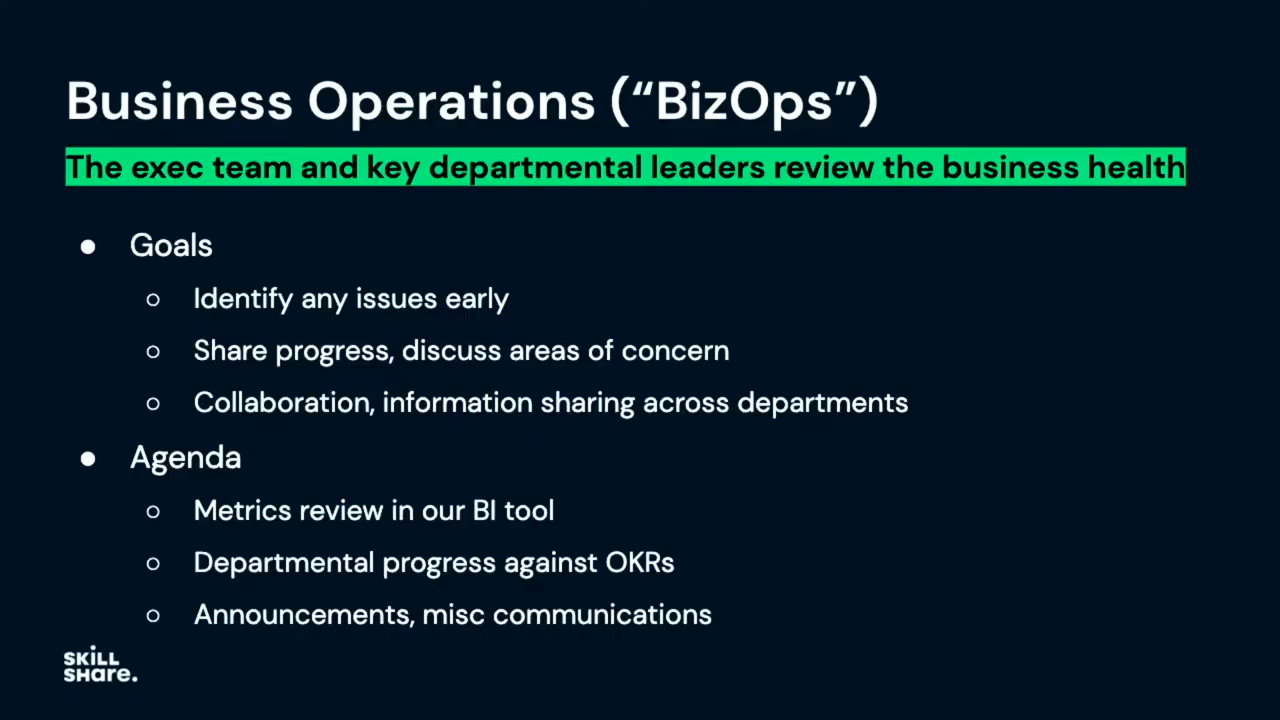 Business Operations (“BizOps”)
The exec team and key departmental leaders review the business health
● Goals
○ Identify any issues early
○ Share progress, discuss areas of concern
○ Collaboration, information sharing across departments
● Agenda
○ Metrics review in our BI tool
○ Departmental progress against OKRs
○ Announcements, misc communications
SKiLL
SHare.